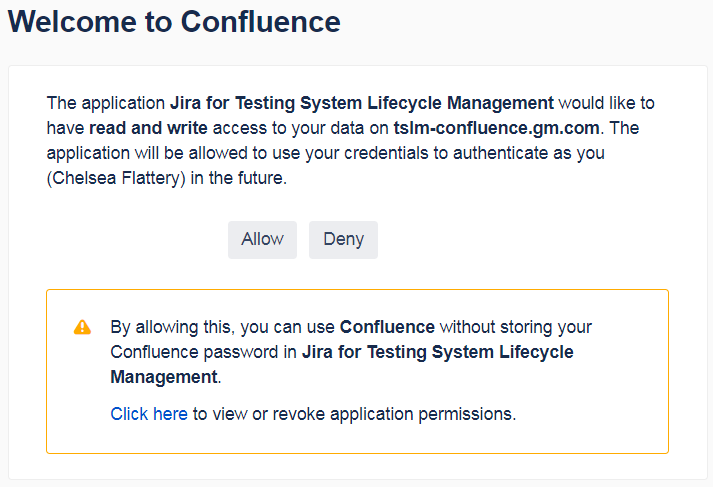 Welcome to Confluence
The application Jira for Testing System Lifecycle Management would like to
have read and write access to your data on tslm-confluence.gm.com. The
application will be allowed to use your credentials to authenticate as you
(Chelsea Flattery) in the future.
Allow Deny
By allowing this, you can use Confluence without storing your
Confluence password in Jira for Testing System Lifecycle
Management.
Click here to view or revoke application permissions.